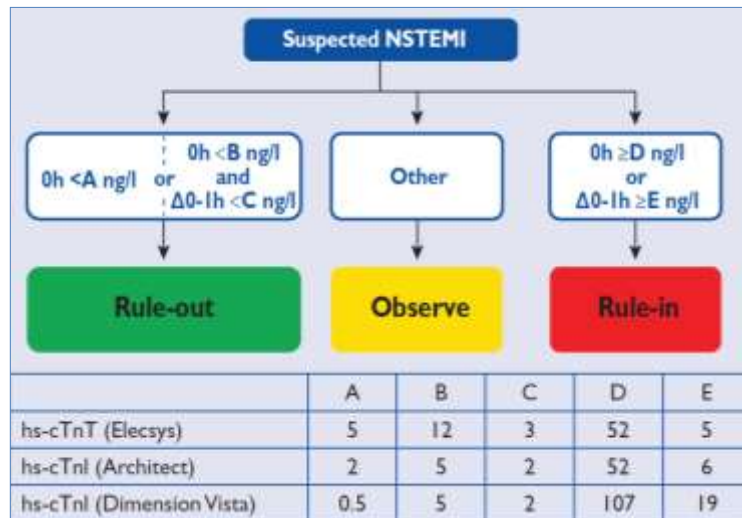 Suspected NSTEMI
0h <A ng/l or 0h <B ng/l
and
Δ0-1h <C ng/l
Other
0h ≥D ng/l
or
Δ0-1h ≥E ng/l
Rule-out
Observe
Rule-in
A B C D E
hs-cTnT (Elecsys) 5 12 3 52 5
hs-cTnI (Architect) 2 5 2 52 6
hs-cTnI (Dimension Vista) 0.5 5 2 107 19